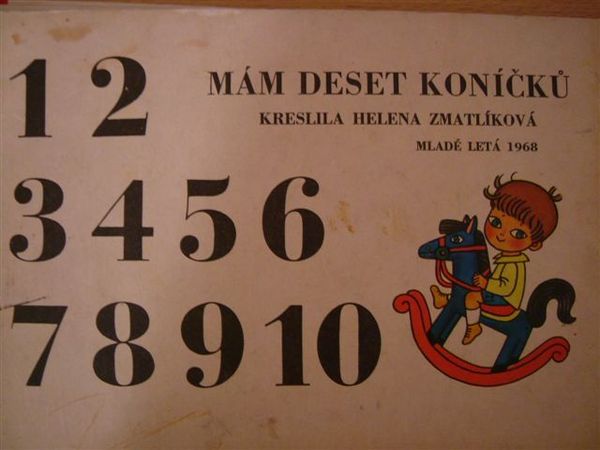 1 2
MÁM DESET KONÍČKŮ
KRESLILA HELENA ZMATLÍKOVÁ
MLADÉ LETÁ 1968
3 4 5 6
7 8 9 10